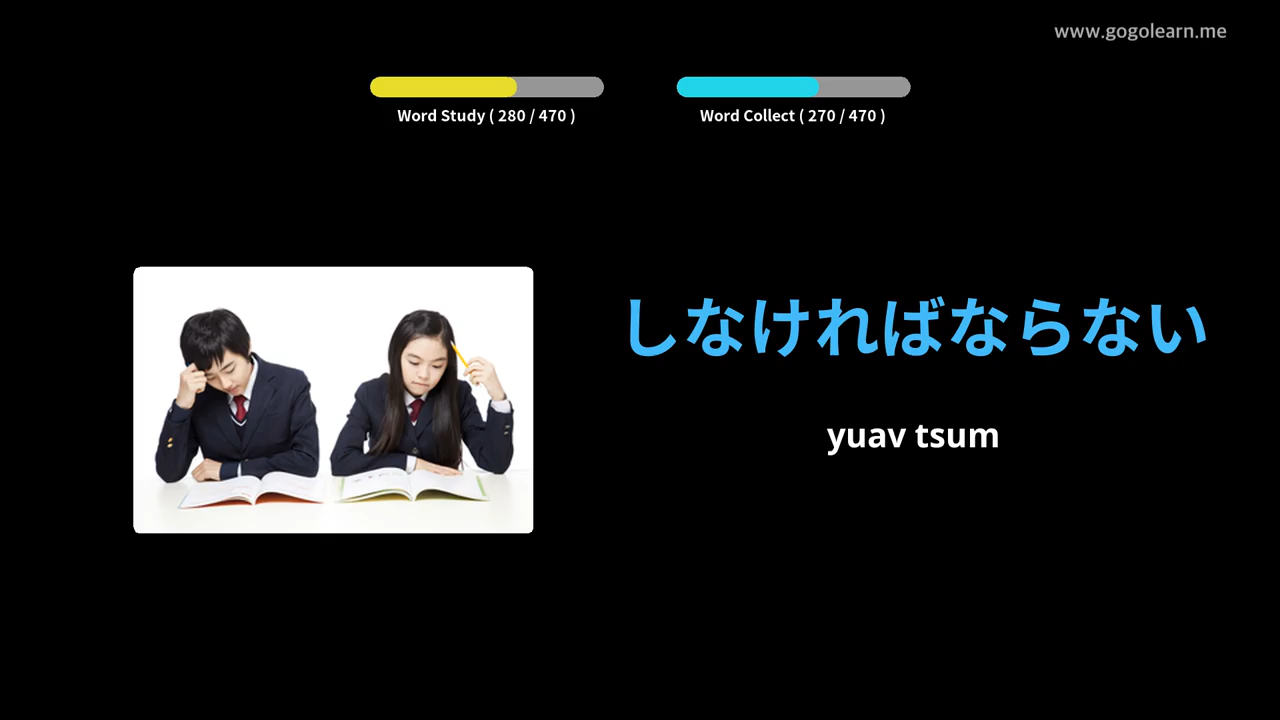 www.gogolearn.me
Word Study ( 280 / 470 )
Word Collect ( 270 / 470 )
しなければならない
yuav tsum